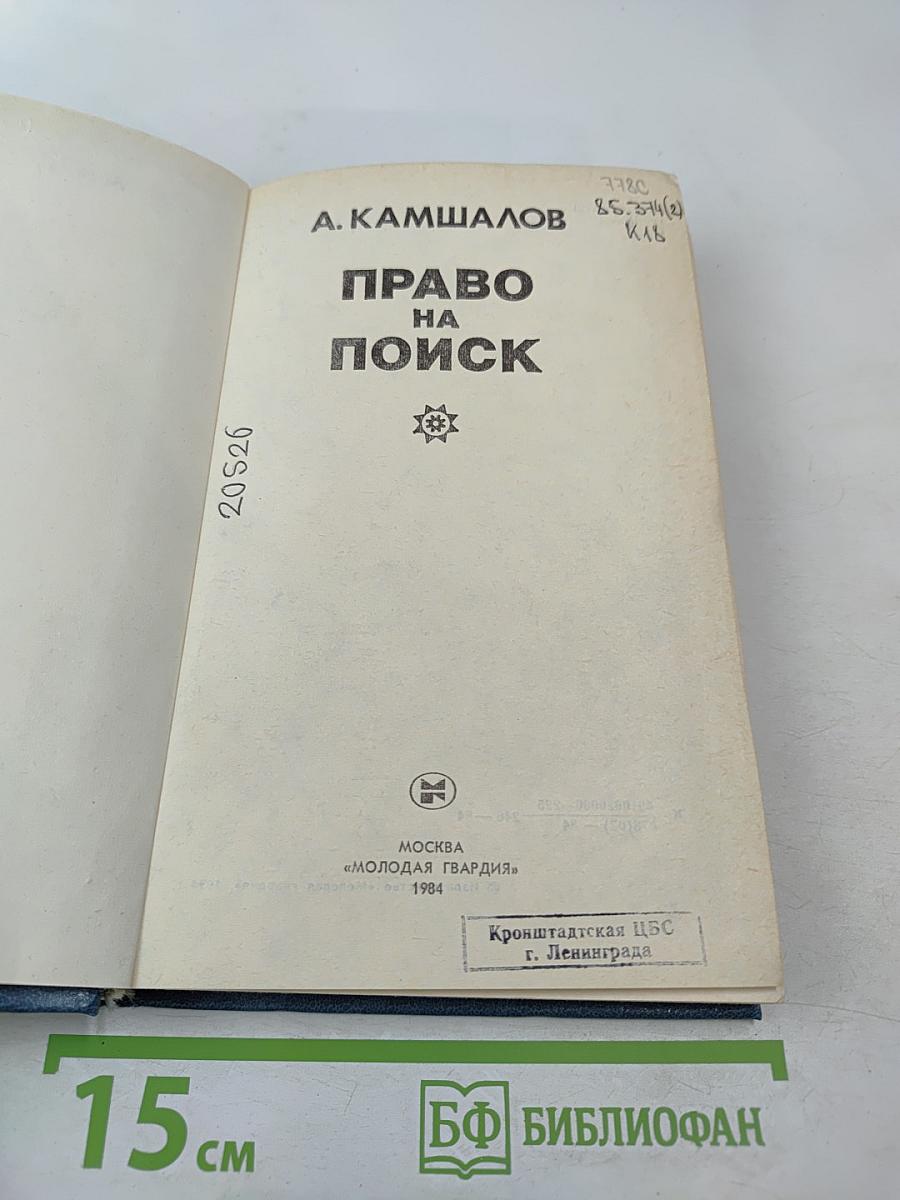 778С
85.374(2)
К18
А. КАМШАЛОВ
ПРАВО
НА
ПОИСК
20526
МОСКВА
«МОЛОДАЯ ГВАРДИЯ»
1984
Кронштадтская ЦБС
г. Ленинграда
15 см
БФ БИБЛИОФАН